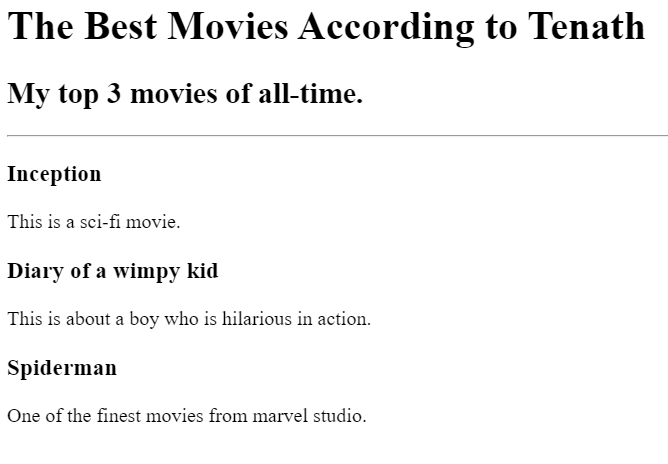 The Best Movies According to Tenath
My top 3 movies of all-time.
Inception
This is a sci-fi movie.
Diary of a wimpy kid
This is about a boy who is hilarious in action.
Spiderman
One of the finest movies from marvel studio.